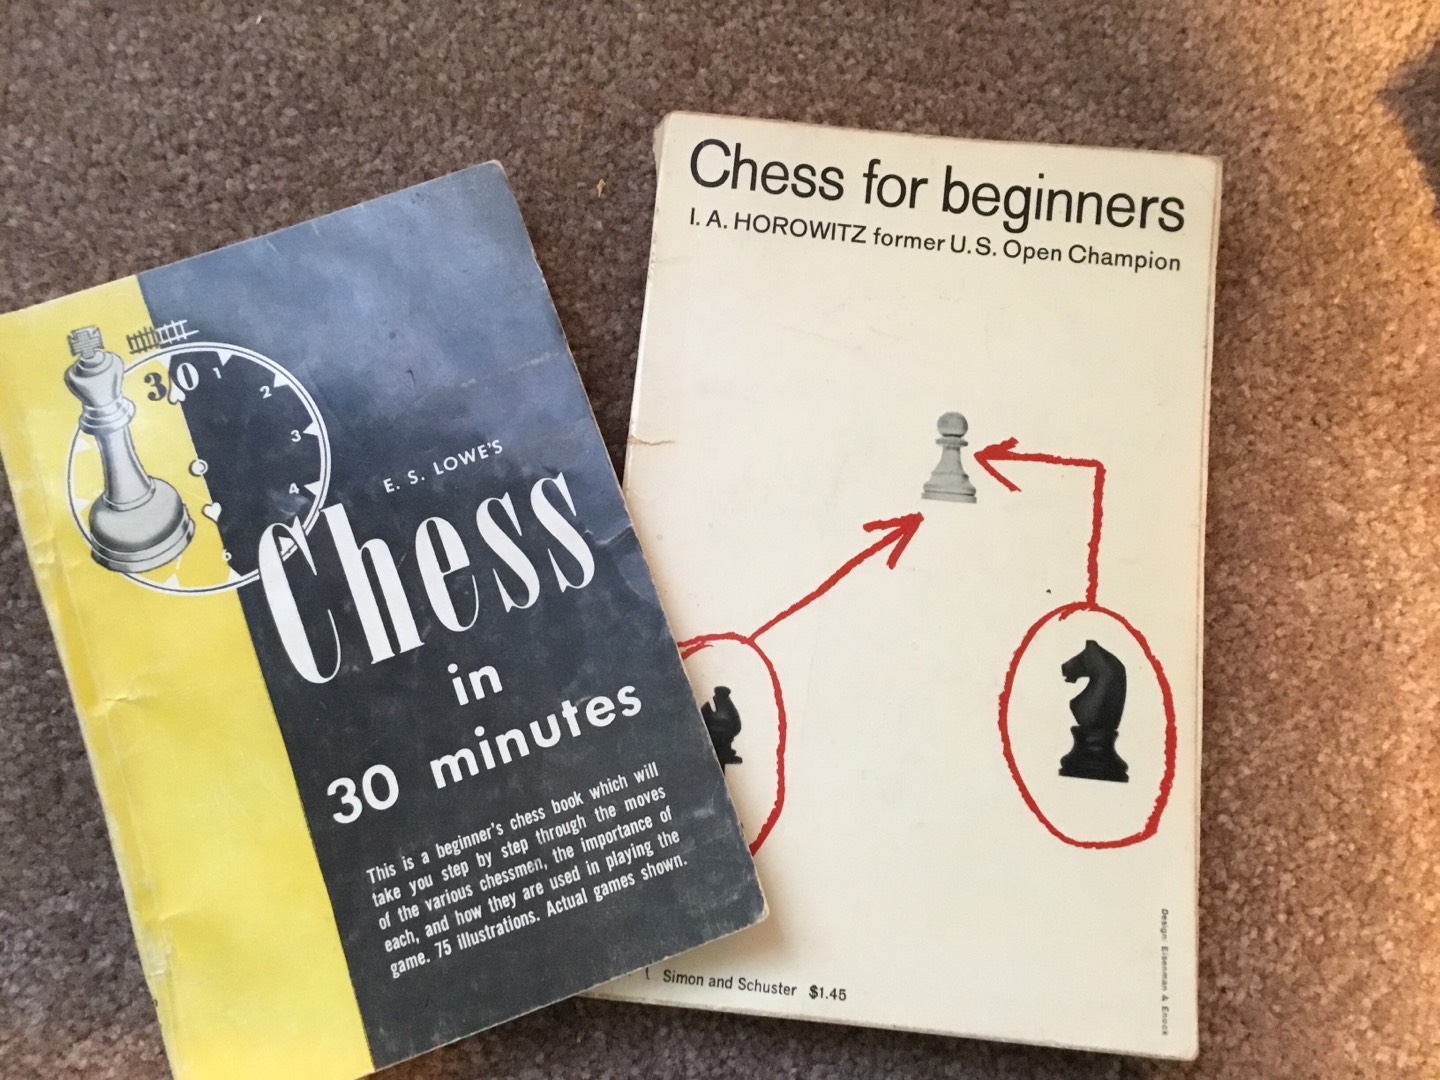 30
1
2
3
4
6
E. S. LOWE'S
Chess
in
30 minutes
This is a beginner's chess book which will
take you step by step through the moves
of the various chessmen, the importance of
each, and how they are used in playing the
game. 75 illustrations. Actual games shown.
Chess for beginners
I. A. HOROWITZ former U.S. Open Champion
Simon and Schuster $1.45
Design: Eisenman & Enock